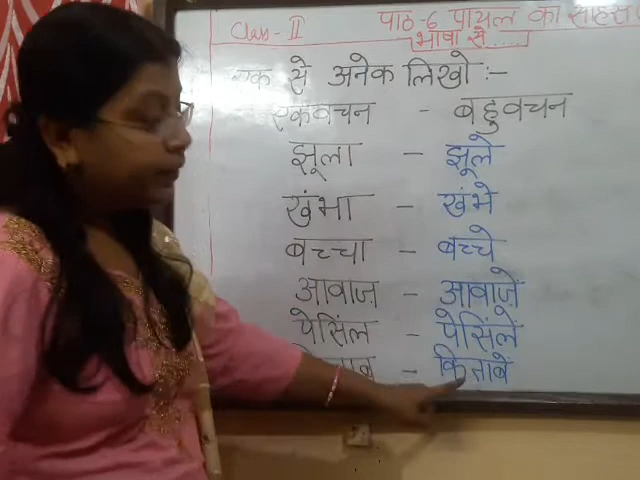 Class - II पाठ-6 पायल का साहस
भाषा से .....
एक से अनेक लिखो :-
एकवचन - बहुवचन
झूला - झूले
खंभा - खंभे
बच्चा - बच्चे
आवाज़ - आवाज़ें
पेंसिल - पेंसिलें
- किताबें